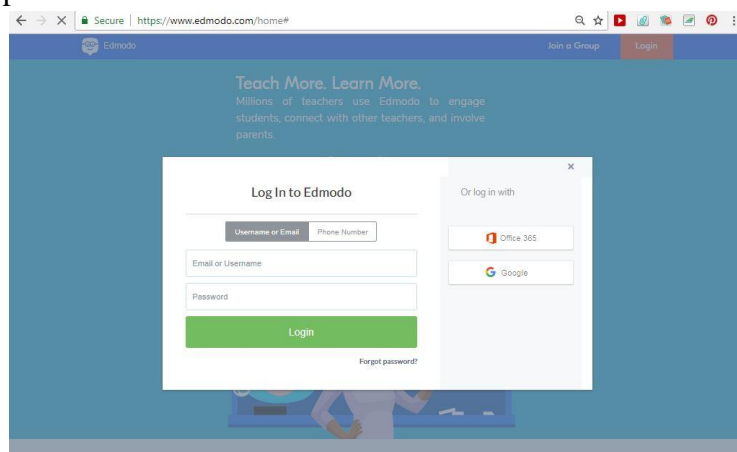 Secure | https://www.edmodo.com/home#
Edmodo
Join a Group
Login
Teach More. Learn More.
Millions of teachers use Edmodo to engage
students, connect with other teachers, and involve
parents.
Log In to Edmodo
Or log in with
Username or Email
Phone Number
Office 365
Email or Username
Google
Password
Login
Forgot password?